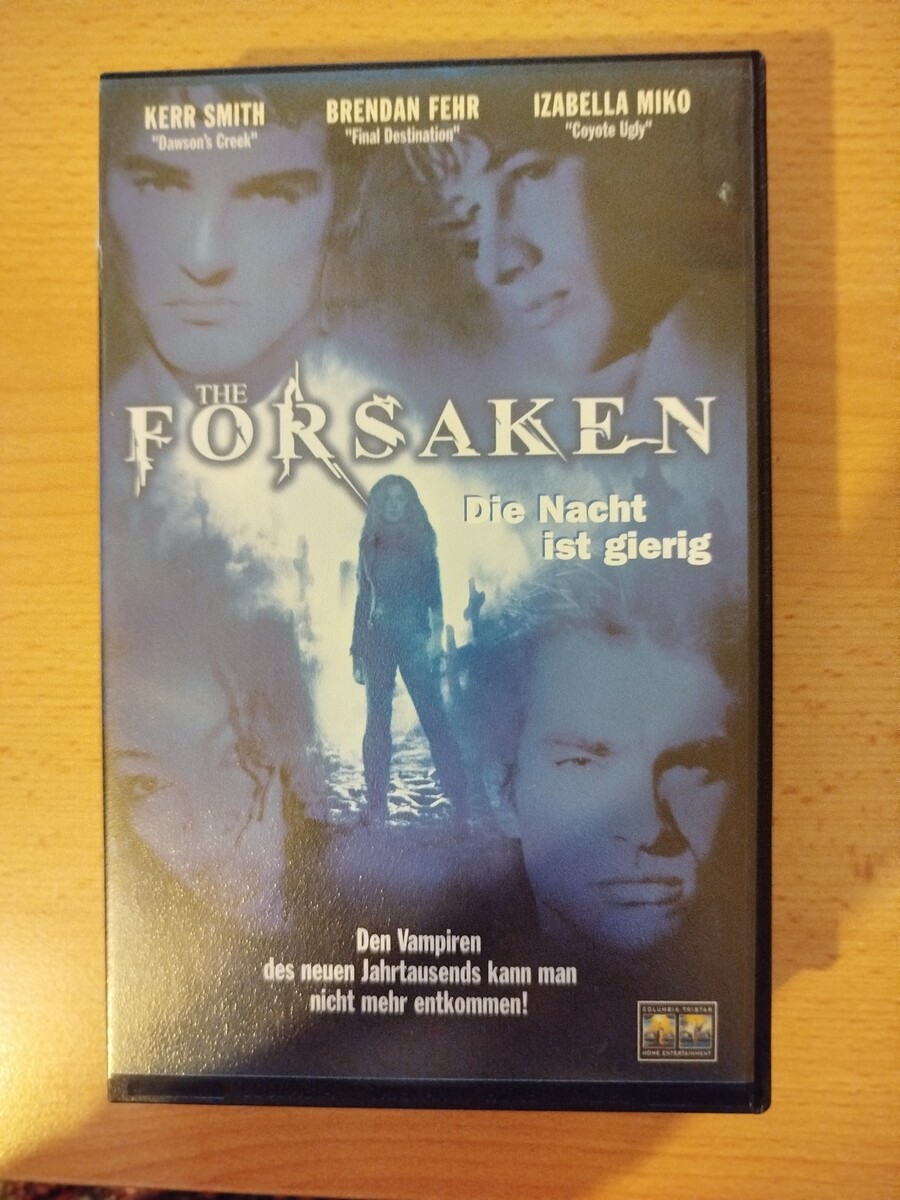 KERR SMITH
"Dawson's Creek"
BRENDAN FEHR
"Final Destination"
IZABELLA MIKO
"Coyote Ugly"
THE
FORSAKEN
Die Nacht
ist gierig
Den Vampiren
des neuen Jahrtausends kann man
nicht mehr entkommen!
COLUMBIA TRISTAR
HOME ENTERTAINMENT